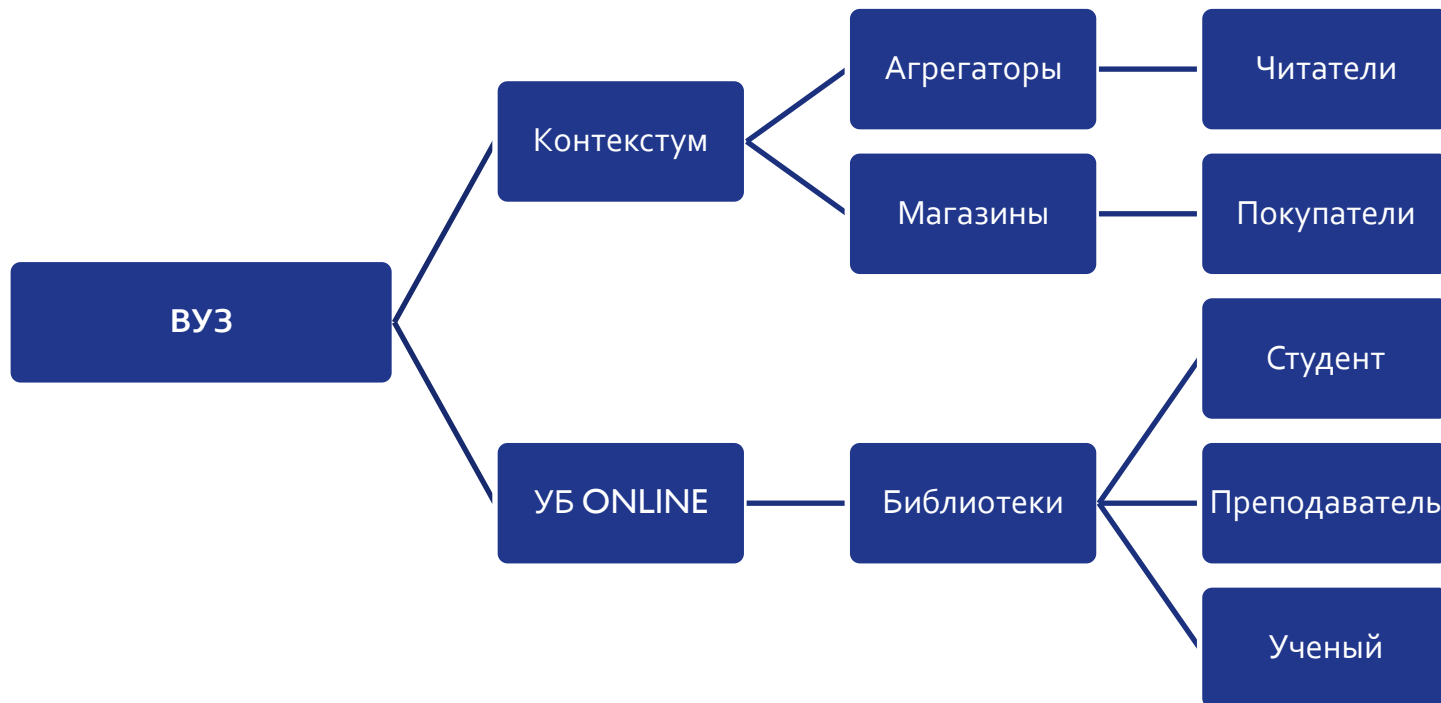 Агрегаторы
Читатели
Контекстум
Магазины
Покупатели
ВУЗ
Студент
УБ ONLINE
Библиотеки
Преподаватель
Ученый